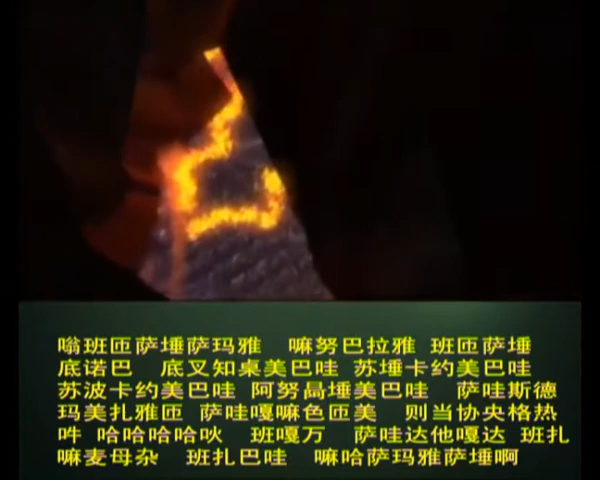 嗡班匝萨埵萨玛雅 嘛努巴拉雅 班匝萨埵
底诺巴 底叉知桌美巴哇 苏埵卡约美巴哇
苏波卡约美巴哇 阿努晑埵美巴哇 萨哇斯德
玛美扎雅匝 萨哇嘎嘛色匝美 则当协央格热
吽 哈哈哈哈吙 班嘎万 萨哇达他嘎达 班扎
嘛麦母杂 班扎巴哇 嘛哈萨玛雅萨埵啊